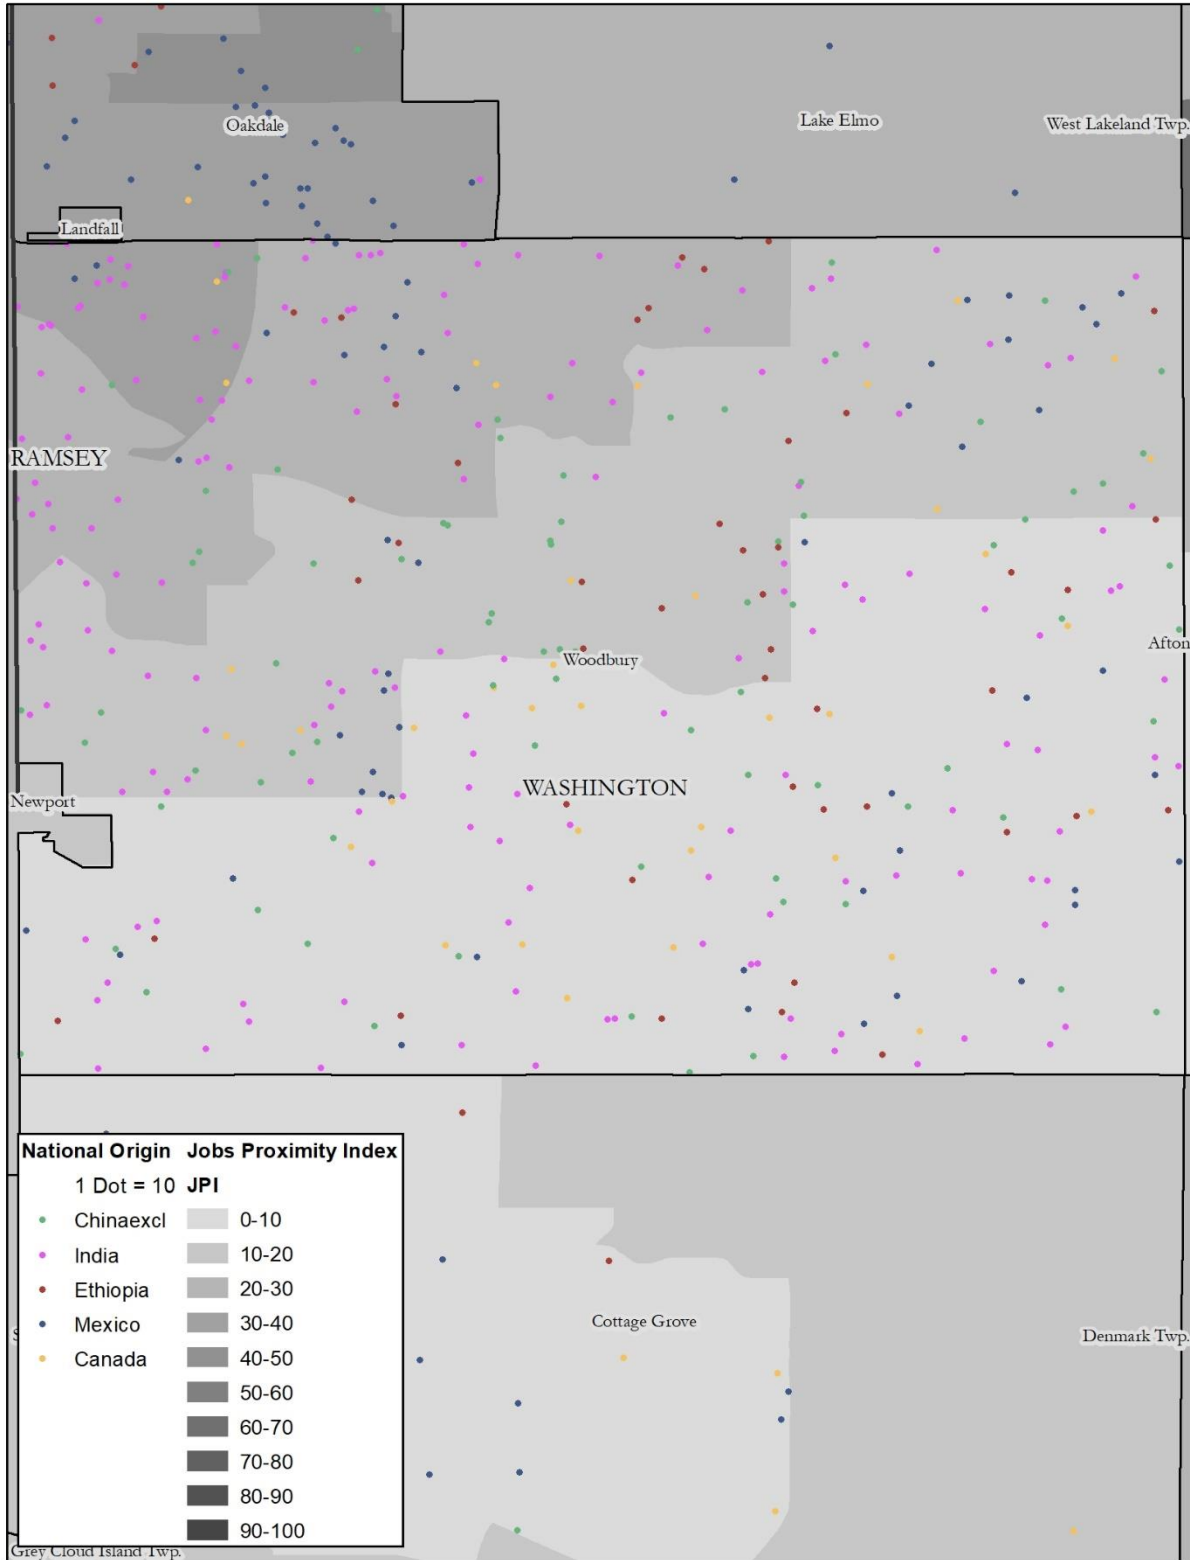 Oakdale
Lake Elmo
West Lakeland Twp.
Landfall
RAMSEY
Woodbury
Afton
WASHINGTON
Newport
National Origin Jobs Proximity Index
1 Dot = 10 JPI
Chinaexcl 0-10
India 10-20
Ethiopia 20-30
Mexico 30-40
Canada 40-50
50-60
60-70
70-80
80-90
90-100
Cottage Grove
Denmark Twp.
Grey Cloud Island Twp.